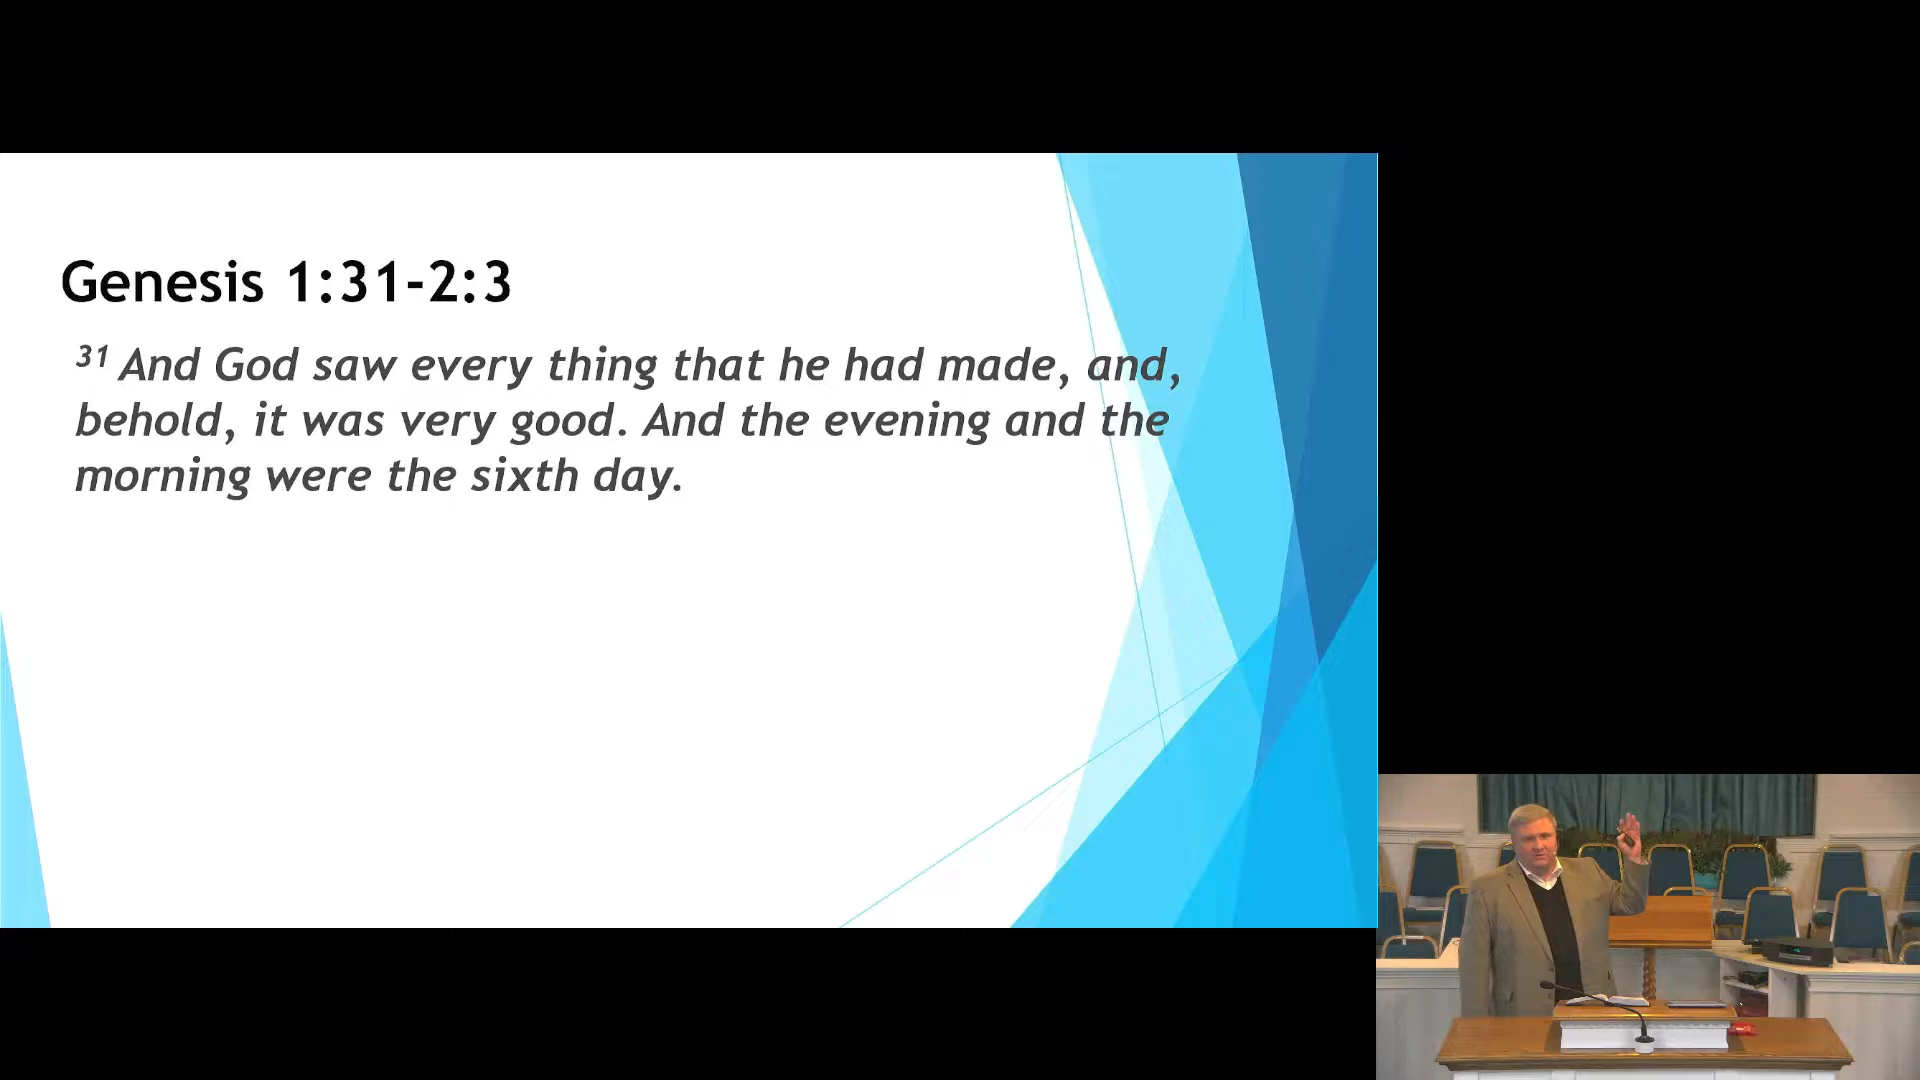 Genesis 1:31-2:3
31 And God saw every thing that he had made, and,
behold, it was very good. And the evening and the
morning were the sixth day.